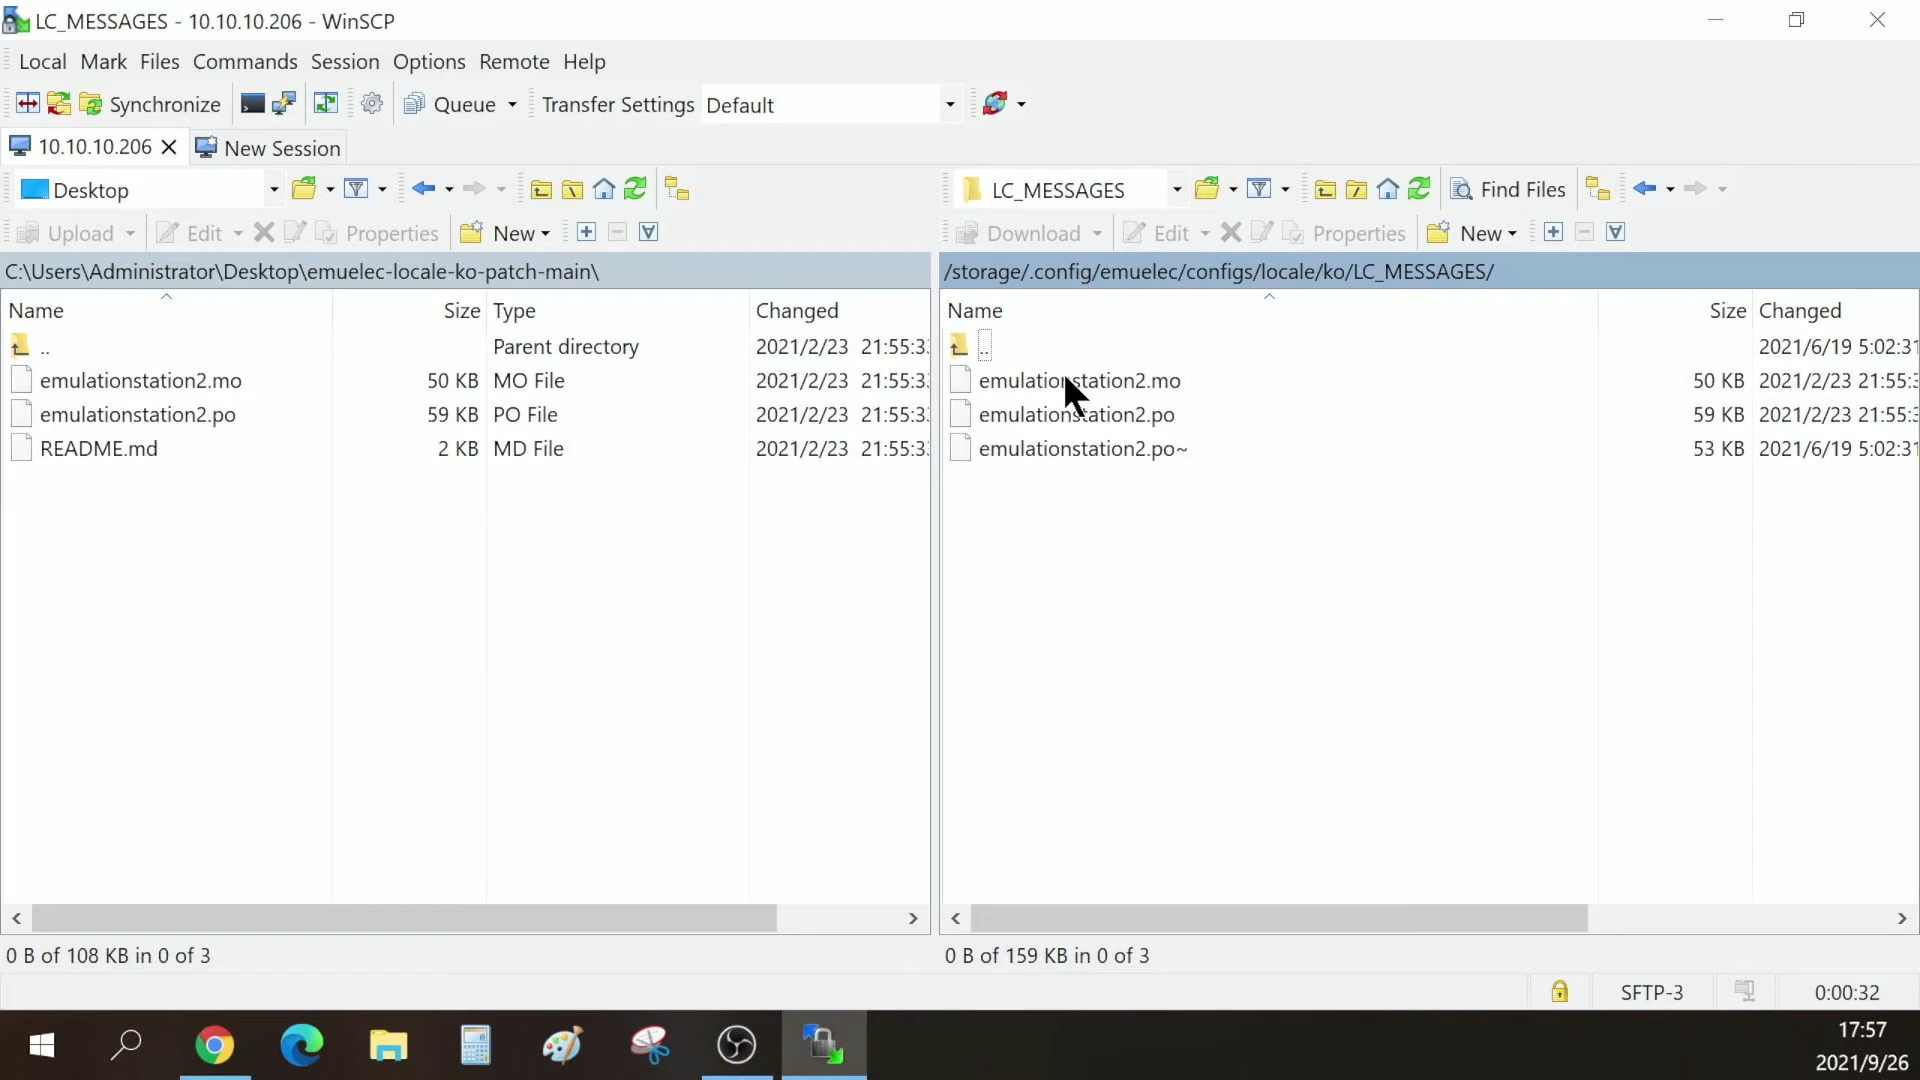 LC_MESSAGES - 10.10.10.206 - WinSCP
Local Mark Files Commands Session Options Remote Help
Synchronize Queue Transfer Settings Default
10.10.10.206 New Session
Desktop
LC_MESSAGES Find Files
Upload Edit Properties New
Download Edit Properties New
C:\Users\Administrator\Desktop\emuelec-locale-ko-patch-main\
Name Size Type Changed
.. Parent directory 2021/2/23 21:55:3
emulationstation2.mo 50 KB MO File 2021/2/23 21:55:3
emulationstation2.po 59 KB PO File 2021/2/23 21:55:3
README.md 2 KB MD File 2021/2/23 21:55:3
0 B of 108 KB in 0 of 3
/storage/.config/emuelec/configs/locale/ko/LC_MESSAGES/
Name Size Changed
.. 2021/6/19 5:02:31
emulationstation2.mo 50 KB 2021/2/23 21:55:3
emulationstation2.po 59 KB 2021/2/23 21:55:3
emulationstation2.po~ 53 KB 2021/6/19 5:02:31
0 B of 159 KB in 0 of 3
SFTP-3 0:00:32
17:57
2021/9/26